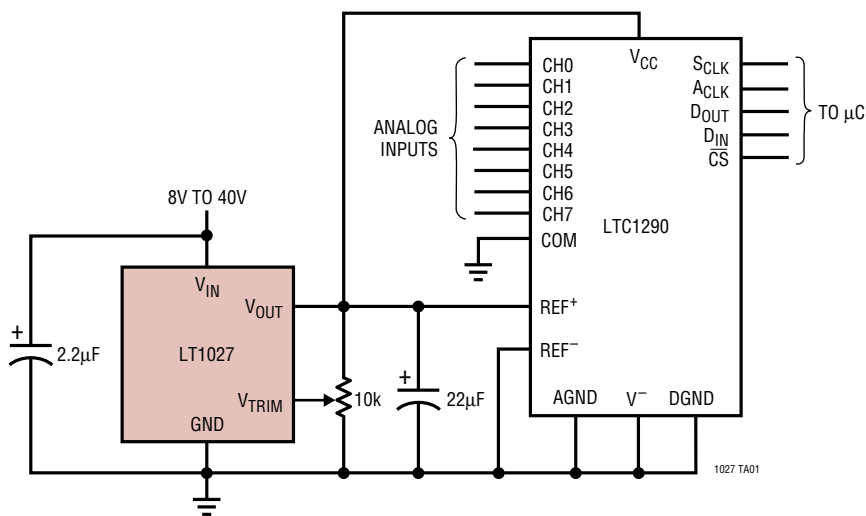 8V TO 40V
VIN
VOUT
LT1027
VTRIM
GND
+
2.2µF
10k
+
22µF
ANALOG
INPUTS
CH0
CH1
CH2
CH3
CH4
CH5
CH6
CH7
COM
REF+
REF−
VCC
LTC1290
SCLK
ACLK
DOUT
DIN
CS
TO µC
AGND
V−
DGND
1027 TA01